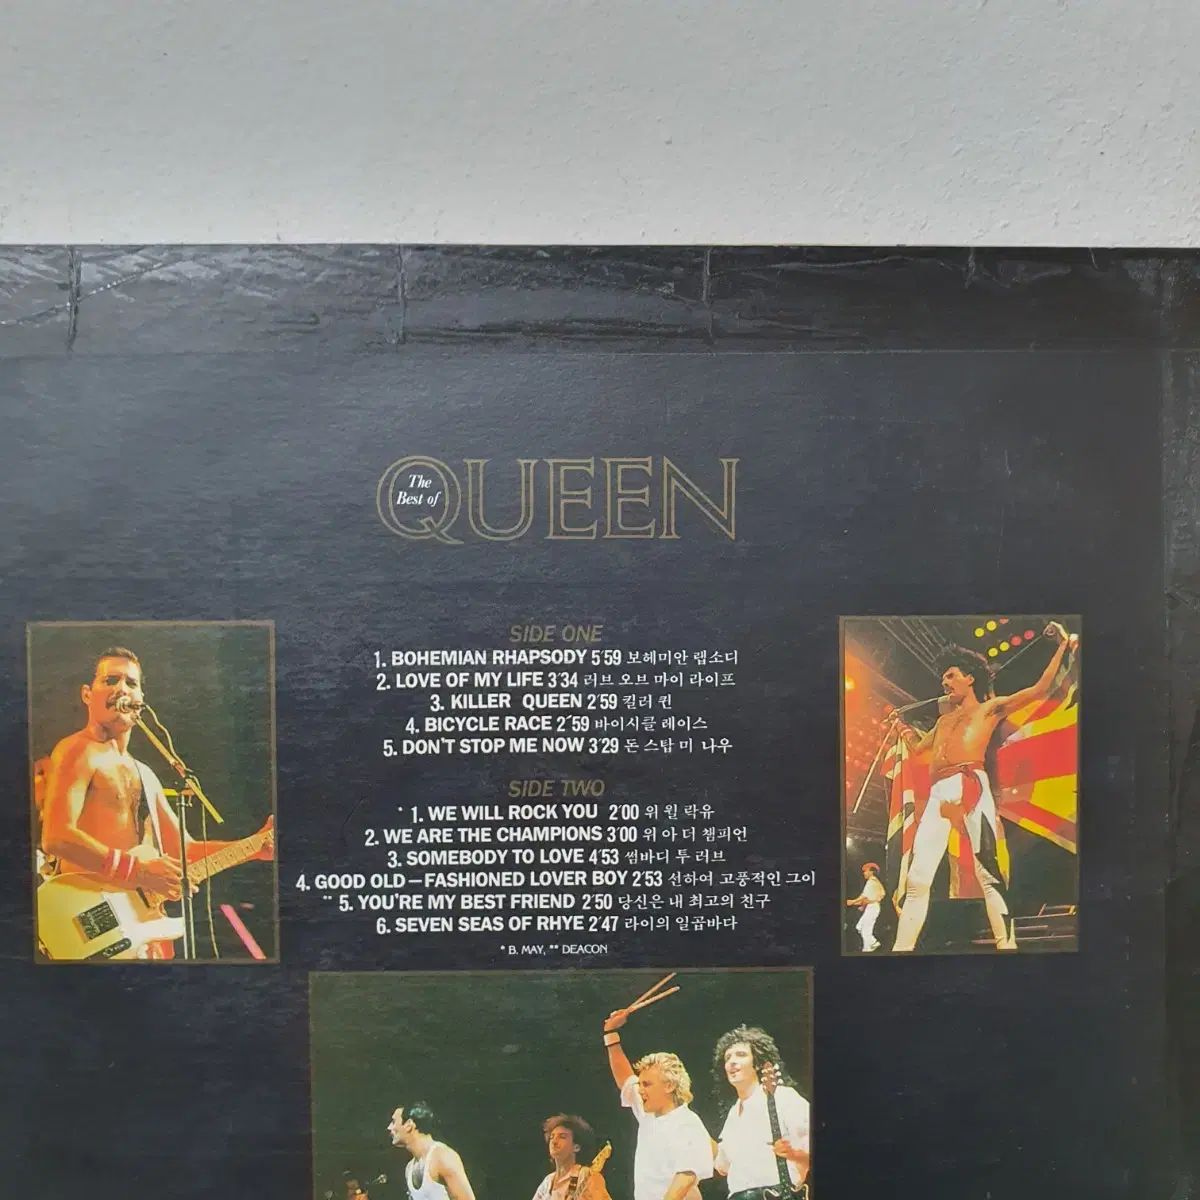 The
Best of
QUEEN
SIDE ONE
1. BOHEMIAN RHAPSODY 5´59 보헤미안 랩소디
2. LOVE OF MY LIFE 3´34 러브 오브 마이 라이프
3. KILLER QUEEN 2´59 킬러 퀸
4. BICYCLE RACE 2´59 바이시클 레이스
5. DON'T STOP ME NOW 3´29 돈 스탑 미 나우
SIDE TWO
* 1. WE WILL ROCK YOU 2´00 위 윌 락유
2. WE ARE THE CHAMPIONS 3´00 위 아 더 챔피언
3. SOMEBODY TO LOVE 4´53 썸바디 투 러브
4. GOOD OLD—FASHIONED LOVER BOY 2´53 선하여 고풍적인 그이
** 5. YOU'RE MY BEST FRIEND 2´50 당신은 내 최고의 친구
6. SEVEN SEAS OF RHYE 2´47 라이의 일곱바다
* B. MAY, ** DEACON